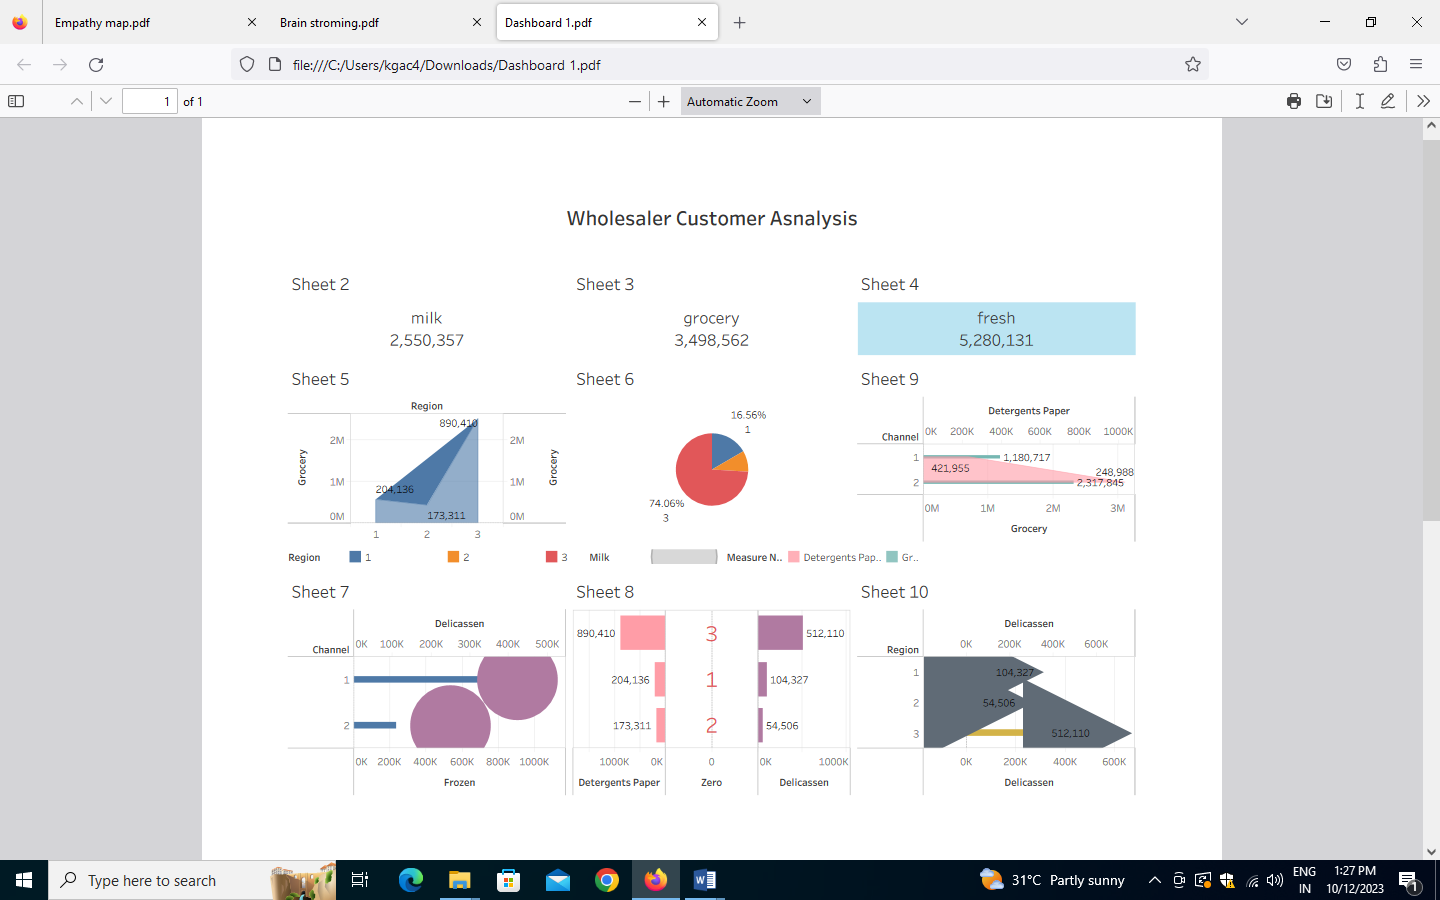 Empathy map.pdf
Brain stroming.pdf
Dashboard 1.pdf
file:///C:/Users/kgac4/Downloads/Dashboard 1.pdf
1 of 1
Automatic Zoom
Wholesaler Customer Asnalysis
Sheet 2
milk
2,550,357
Sheet 3
grocery
3,498,562
Sheet 4
fresh
5,280,131
Sheet 5
Region
890,410
2M 2M
Grocery Grocery
1M 1M
204,136
173,311
0M 0M
1 2 3
Sheet 6
16.56%
1
74.06%
3
Sheet 9
Detergents Paper
Channel
0K 200K 400K 600K 800K 1000K
1 1,180,717
421,955 248,988
2 2,317,845
0M 1M 2M 3M
Grocery
Region 1 2 3 Milk Measure N.. Detergents Pap.. Gr..
Sheet 7
Delicassen
Channel
0K 100K 200K 300K 400K 500K
1
2
0K 200K 400K 600K 800K 1000K
Frozen
Sheet 8
890,410 3 512,110
204,136 1 104,327
173,311 2 54,506
1000K 0K 0 0K 1000K
Detergents Paper Zero Delicassen
Sheet 10
Delicassen
Region
0K 200K 400K 600K
1 104,327
2 54,506
3 512,110
0K 200K 400K 600K
Delicassen
Type here to search
31°C Partly sunny
ENG
IN
1:27 PM
10/12/2023
1